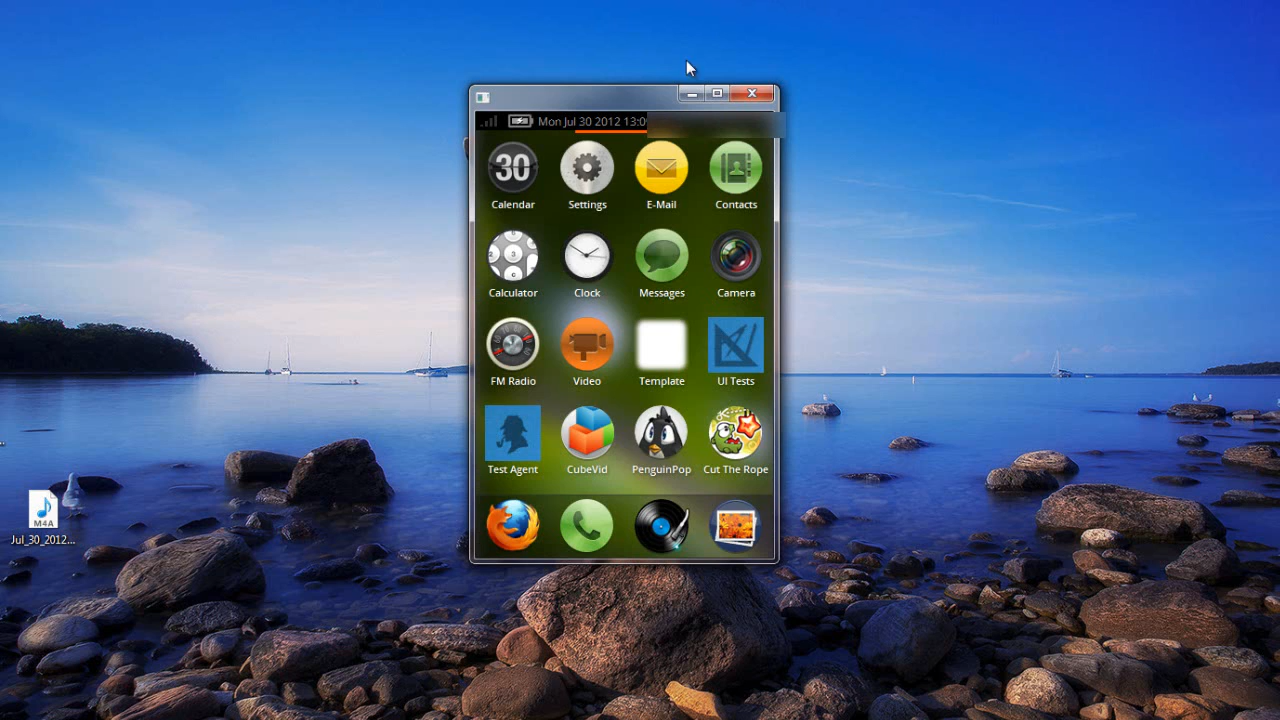 Mon Jul 30 2012 13:09
30
Calendar
Settings
E-Mail
Contacts
Calculator
Clock
Messages
Camera
FM Radio
Video
Template
UI Tests
Test Agent
CubeVid
PenguinPop
Cut The Rope
M4A
Jul_30_2012...